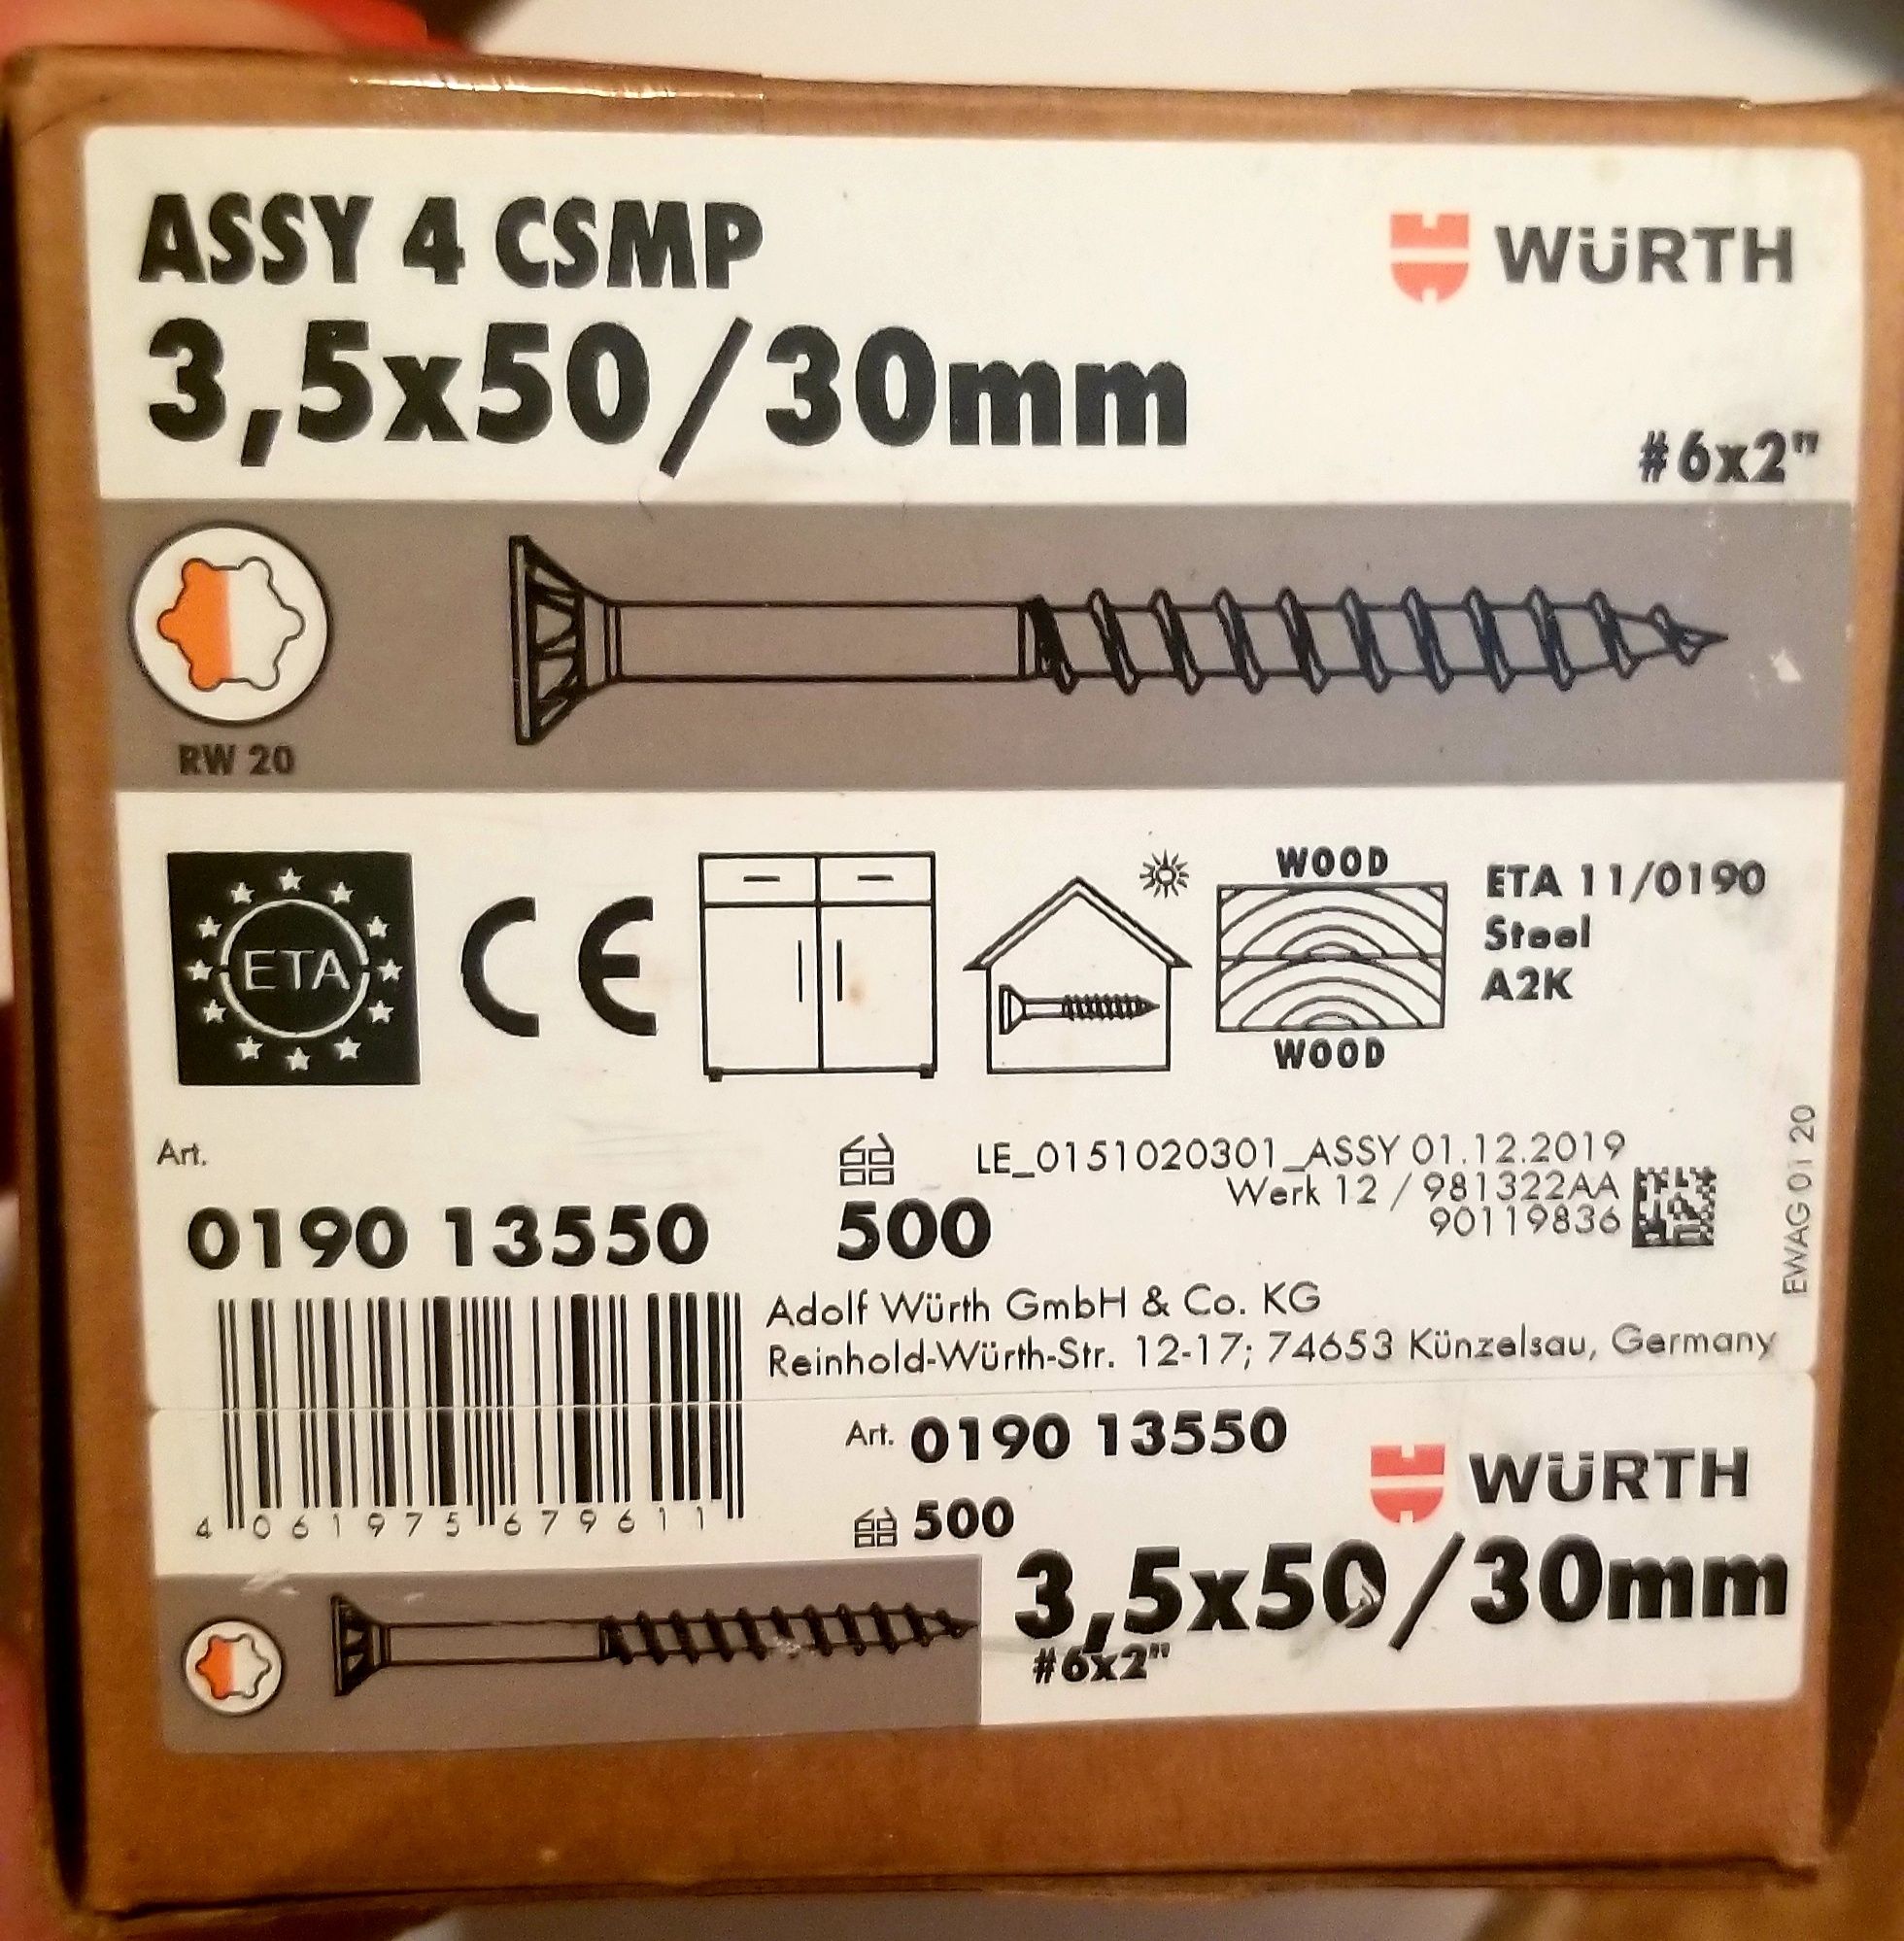 ASSY 4 CSMP
WÜRTH
3,5x50/30mm
#6x2"
RW 20
ETA
CE
WOOD
WOOD
ETA 11/0190
Steel
A2K
Art.
0190 13550
500
LE_0151020301_ASSY 01.12.2019
Werk 12 / 981322AA
90119836
EWAG 01 20
Adolf Würth GmbH & Co. KG
Reinhold-Würth-Str. 12-17; 74653 Künzelsau, Germany
4 061975 679611
Art. 0190 13550
500
WÜRTH
3,5x50/30mm
#6x2"